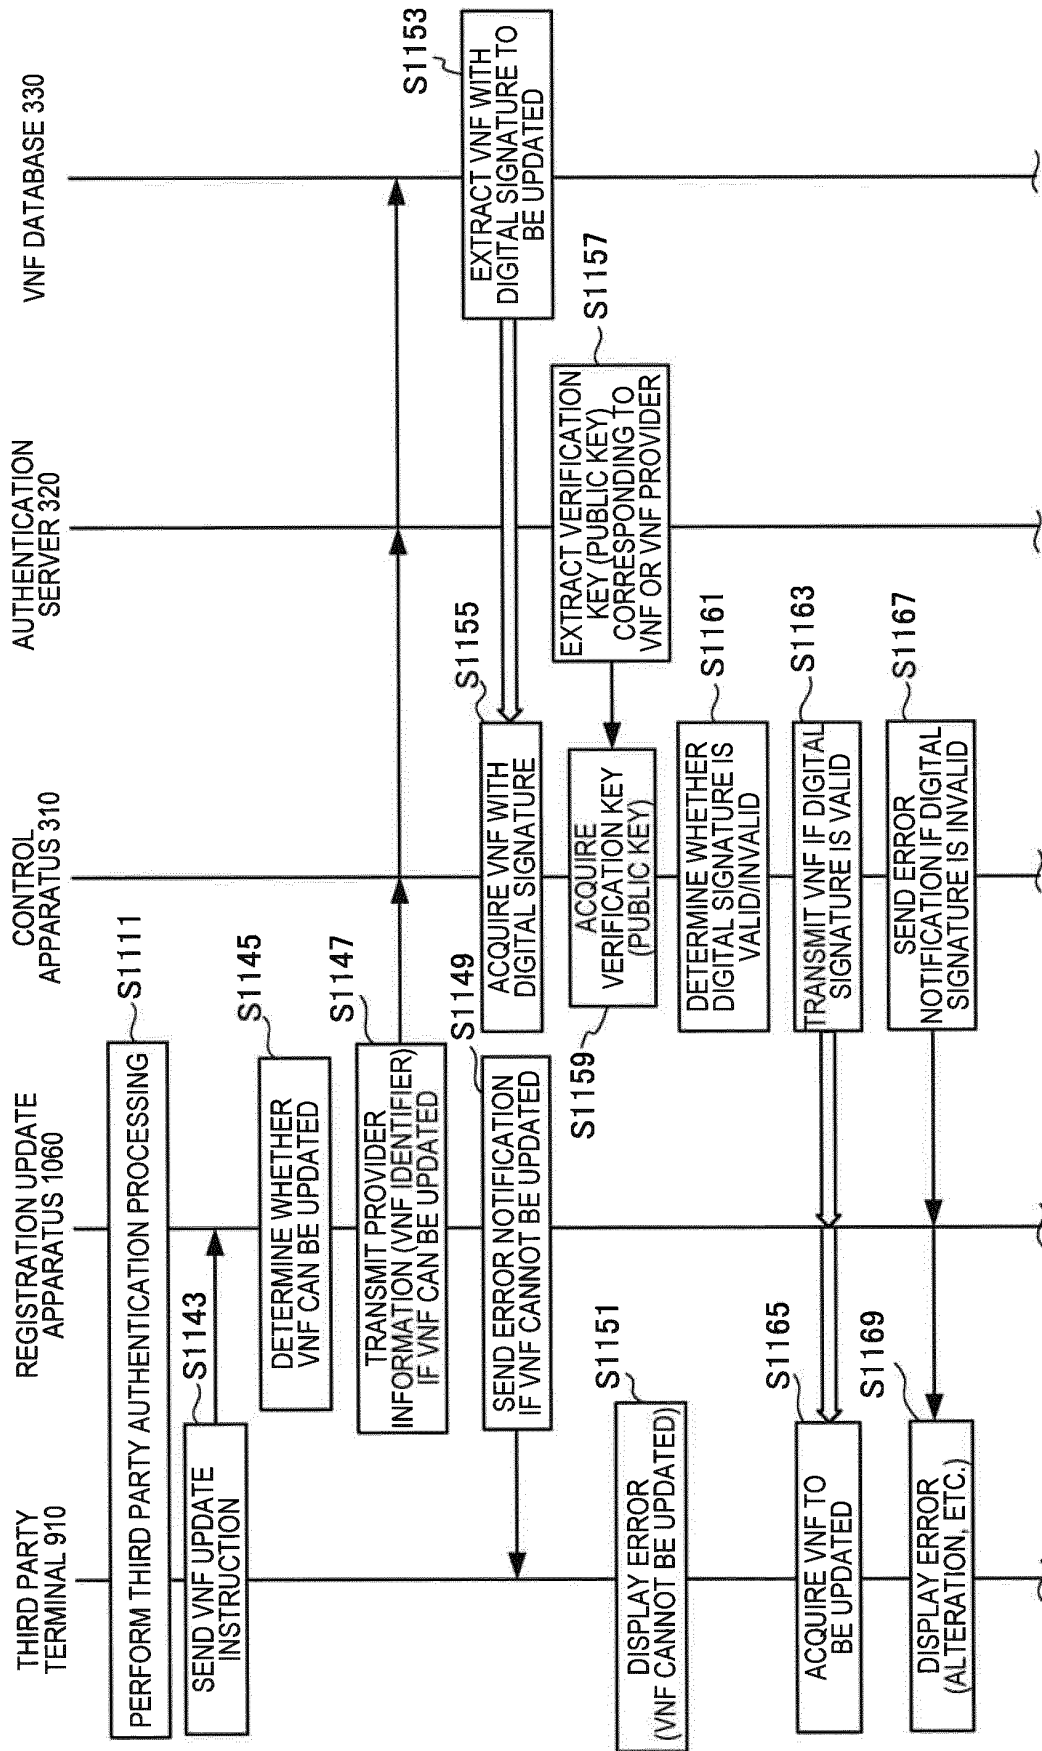 THIRD PARTY
TERMINAL 910
REGISTRATION UPDATE
APPARATUS 1060
CONTROL
APPARATUS 310
AUTHENTICATION
SERVER 320
VNF DATABASE 330
PERFORM THIRD PARTY AUTHENTICATION PROCESSING
S1111
SEND VNF UPDATE
INSTRUCTION
S1143
DETERMINE WHETHER
VNF CAN BE UPDATED
S1145
TRANSMIT PROVIDER
INFORMATION (VNF IDENTIFIER)
IF VNF CAN BE UPDATED
S1147
SEND ERROR NOTIFICATION
IF VNF CANNOT BE UPDATED
S1149
DISPLAY ERROR
(VNF CANNOT BE UPDATED)
S1151
EXTRACT VNF WITH
DIGITAL SIGNATURE TO
BE UPDATED
S1153
ACQUIRE VNF WITH
DIGITAL SIGNATURE
S1155
EXTRACT VERIFICATION
KEY (PUBLIC KEY)
CORRESPONDING TO
VNF OR VNF PROVIDER
S1157
ACQUIRE
VERIFICATION KEY
(PUBLIC KEY)
S1159
DETERMINE WHETHER
DIGITAL SIGNATURE IS
VALID/INVALID
S1161
TRANSMIT VNF IF DIGITAL
SIGNATURE IS VALID
S1163
ACQUIRE VNF TO
BE UPDATED
S1165
SEND ERROR
NOTIFICATION IF DIGITAL
SIGNATURE IS INVALID
S1167
DISPLAY ERROR
(ALTERATION, ETC.)
S1169